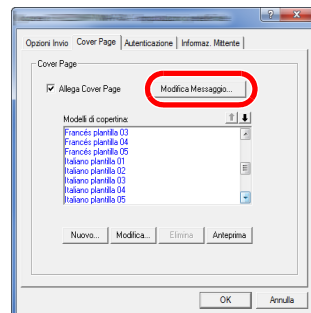 Opzioni Invio Cover Page Autenticazione Informaz. Mittente
Cover Page
Allega Cover Page Modifica Messaggio...
Modelli di copertina:
Francés plantilla 03
Francés plantilla 04
Francés plantilla 05
Italiano plantilla 01
Italiano plantilla 02
Italiano plantilla 03
Italiano plantilla 04
Italiano plantilla 05
Nuovo... Modifica... Elimina Anteprima
OK Annulla